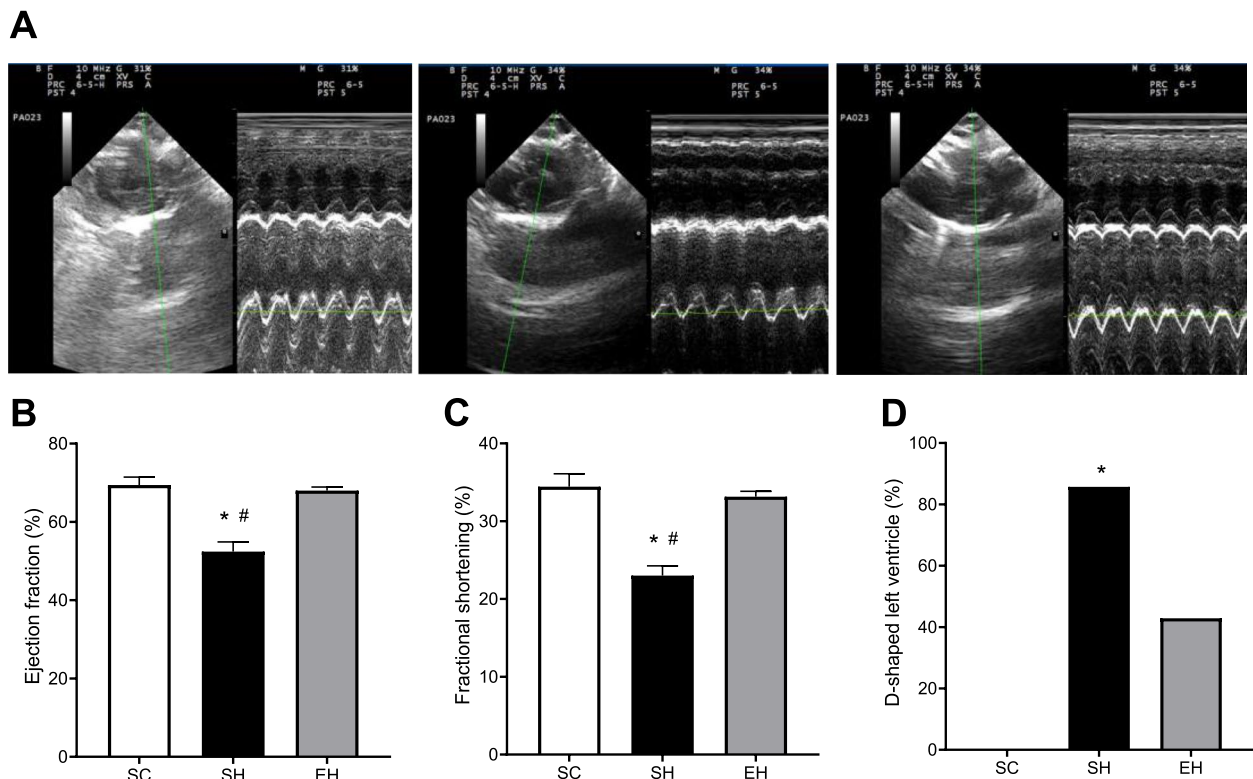 A
B F 10 MHz G 31%
D 4 cm XV C
PRC 6-5-H PRS A
PST 4
M G 31%
PRC 6-5
PST 5
PA023
B F 10 MHz G 34%
D 4 cm XV C
PRC 6-5-H PRS A
PST 4
M G 34%
PRC 6-5
PST 5
PA023
B F 10 MHz G 34%
D 4 cm XV C
PRC 6-5-H PRS A
PST 4
M G 34%
PRC 6-5
PST 5
PA023
B
Ejection fraction (%)
80
60
40
20
0
* #
SC SH EH
C
Fractional shortening (%)
40
30
20
10
0
* #
SC SH EH
D
D-shaped left ventricle (%)
100
80
60
40
20
0
*
SC SH EH